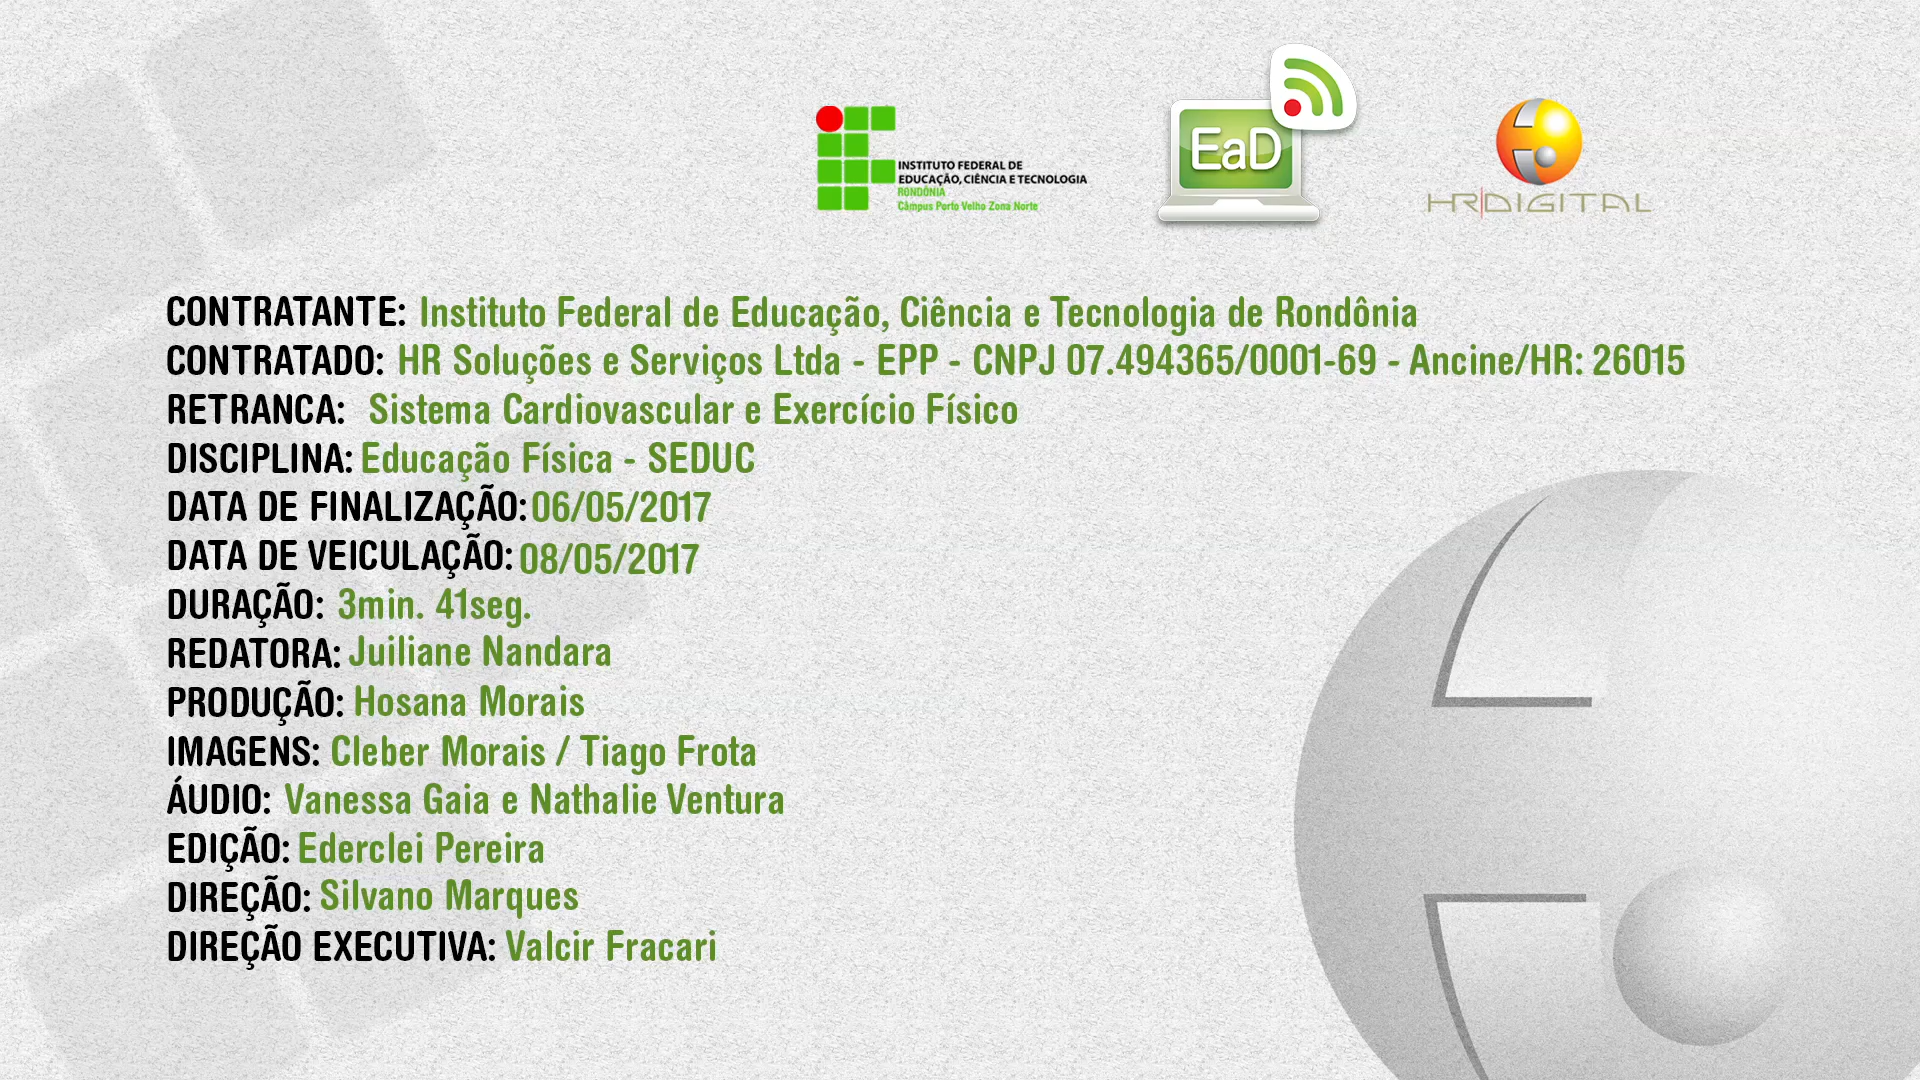 INSTITUTO FEDERAL DE
EDUCAÇÃO, CIÊNCIA E TECNOLOGIA
RONDÔNIA
Câmpus Porto Velho Zona Norte
EaD
HR|DIGITAL
CONTRATANTE: Instituto Federal de Educação, Ciência e Tecnologia de Rondônia
CONTRATADO: HR Soluções e Serviços Ltda - EPP - CNPJ 07.494365/0001-69 - Ancine/HR: 26015
RETRANCA: Sistema Cardiovascular e Exercício Físico
DISCIPLINA: Educação Física - SEDUC
DATA DE FINALIZAÇÃO: 06/05/2017
DATA DE VEICULAÇÃO: 08/05/2017
DURAÇÃO: 3min. 41seg.
REDATORA: Juiliane Nandara
PRODUÇÃO: Hosana Morais
IMAGENS: Cleber Morais / Tiago Frota
ÁUDIO: Vanessa Gaia e Nathalie Ventura
EDIÇÃO: Ederclei Pereira
DIREÇÃO: Silvano Marques
DIREÇÃO EXECUTIVA: Valcir Fracari